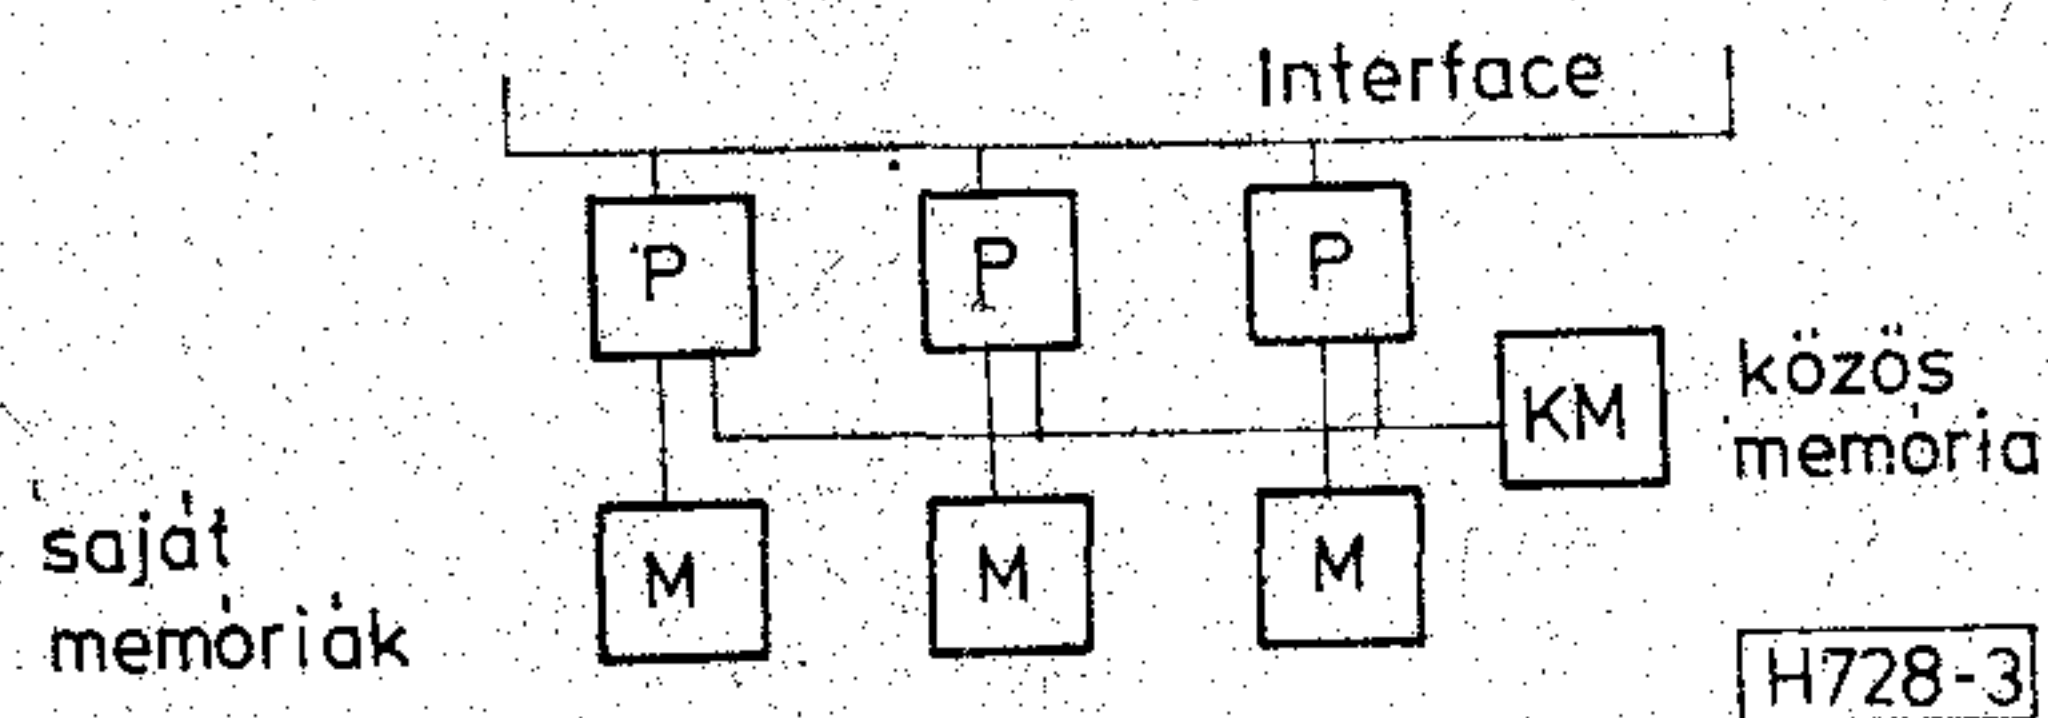 Interface
P
P
P
KM
közös
memória
saját
memóriák
M
M
M
H728-3